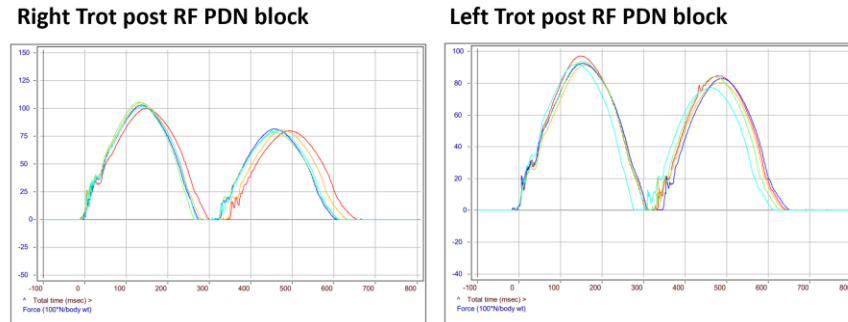 Right Trot post RF PDN block
Left Trot post RF PDN block
150
125
100
75
50
25
0
-25
-50
-100 0 100 200 300 400 500 600 700 800
^ Total time (msec) >
Force (100*N/body wt)
100
80
60
40
20
0
-20
-40
-100 0 100 200 300 400 500 600 700 800
^ Total time (msec) >
Force (100*N/body wt)